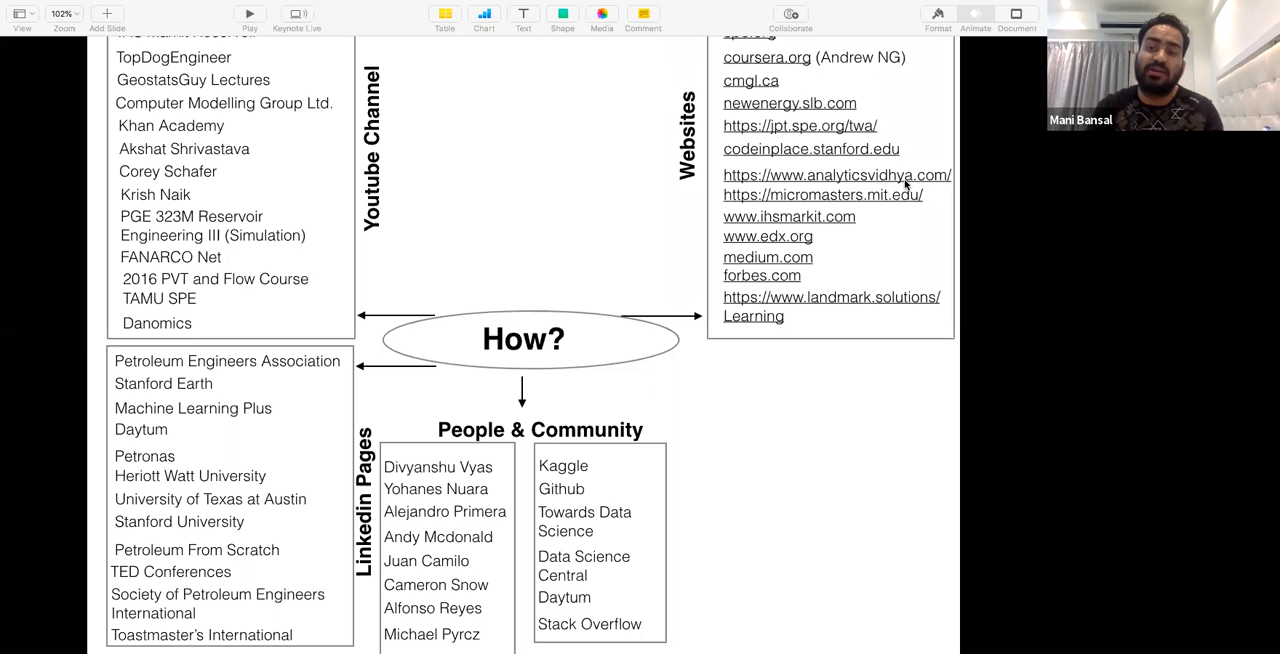 View
102%
Zoom
Add Slide
Play
Keynote Live
Table
Chart
Text
Shape
Media
Comment
Collaborate
Format
Animate
Document
Mani Bansal
TopDogEngineer
GeostatsGuy Lectures
Computer Modelling Group Ltd.
Khan Academy
Akshat Shrivastava
Corey Schafer
Krish Naik
PGE 323M Reservoir
Engineering III (Simulation)
FANARCO Net
2016 PVT and Flow Course
TAMU SPE
Danomics
Youtube Channel
Websites
coursera.org (Andrew NG)
cmgl.ca
newenergy.slb.com
https://jpt.spe.org/twa/
codeinplace.stanford.edu
https://www.analyticsvidhya.com/
https://micromasters.mit.edu/
www.ihsmarkit.com
www.edx.org
medium.com
forbes.com
https://www.landmark.solutions/
Learning
How?
Petroleum Engineers Association
Stanford Earth
Machine Learning Plus
Daytum
Petronas
Heriott Watt University
University of Texas at Austin
Stanford University
Petroleum From Scratch
TED Conferences
Society of Petroleum Engineers
International
Toastmaster's International
Linkedin Pages
People & Community
Divyanshu Vyas
Yohanes Nuara
Alejandro Primera
Andy Mcdonald
Juan Camilo
Cameron Snow
Alfonso Reyes
Michael Pyrcz
Kaggle
Github
Towards Data
Science
Data Science
Central
Daytum
Stack Overflow